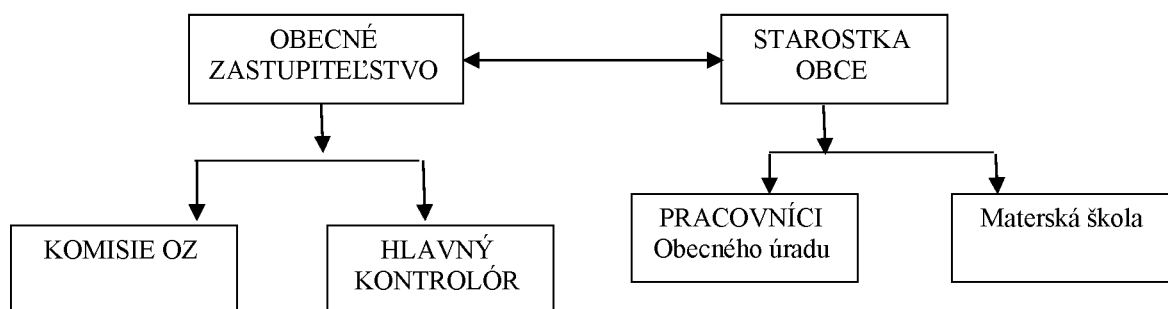 OBECNÉ
ZASTUPITEĽSTVO
STAROSTKA
OBCE
KOMISIE OZ
HLAVNÝ
KONTROLÓR
PRACOVNÍCI
Obecného úradu
Materská škola